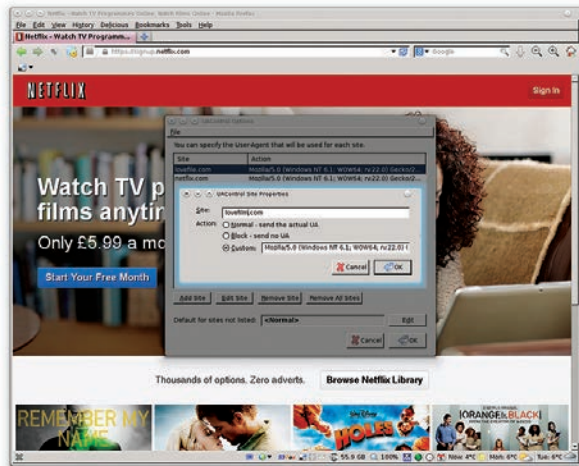 Netflix - Watch TV Programmes Online, Watch Films Online - Mozilla Firefox
File Edit View History Delicious Bookmarks Tools Help
Netflix - Watch TV Programm...
https://signup.netflix.com
Google
NETFLIX
Sign In
UAControl Options
File
You can specify the User-Agent that will be used for each site.
Site Action
lovefilm.com Mozilla/5.0 (Windows NT 6.1; WOW64; rv:22.0) Gecko/2...
netflix.com Mozilla/5.0 (Windows NT 6.1; WOW64; rv:22.0) Gecko/2...
UAControl Site Properties
Site: lovefilm.com
Action: Normal - send the actual UA
Block - send no UA
Custom: Mozilla/5.0 (Windows NT 6.1; WOW64; rv:22.0) G
Cancel OK
Watch TV p
films anytin
Only £5.99 a mo
Start Your Free Month
Add Site Edit Site Remove Site Remove All Sites
Default for sites not listed: <Normal> Edit
Cancel OK
Thousands of options. Zero adverts. Browse Netflix Library
REMEMBER MY
NAME
HOLES
ORANGE is BLACK
55.9 GB 100% Now: 4°C Mon: 6°C Tue: 6°C